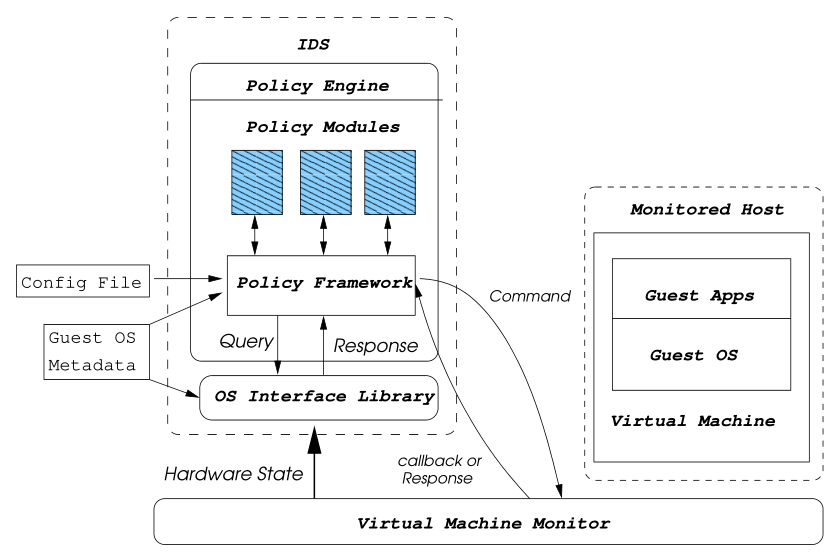 IDS
Policy Engine
Policy Modules
Monitored Host
Config File
Policy Framework
Command
Guest Apps
Guest OS
Metadata
Query
Response
Guest OS
OS Interface Library
Virtual Machine
Hardware State
callback or
Response
Virtual Machine Monitor